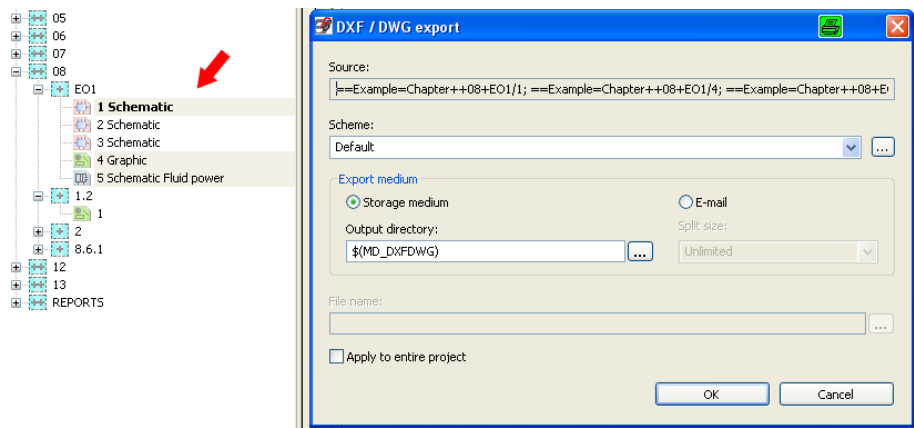 05
06
07
08
EO1
1 Schematic
2 Schematic
3 Schematic
4 Graphic
5 Schematic Fluid power
1.2
1
2
8.6.1
12
13
REPORTS
DXF / DWG export
Source:
==Example=Chapter++08+EO1/1; ==Example=Chapter++08+EO1/4; ==Example=Chapter++08+E
Scheme:
Default
...
Export medium
Storage medium
E-mail
Output directory:
Split size:
$(MD_DXFDWG)
...
Unlimited
File name:
...
Apply to entire project
OK
Cancel